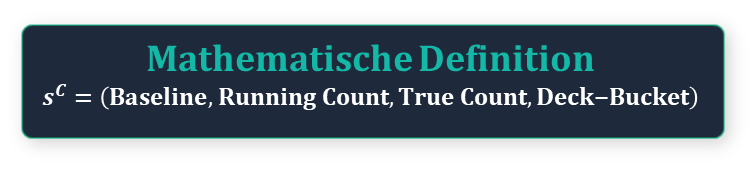 Mathematische Definition
s^C = (Baseline, Running Count, True Count, Deck–Bucket)